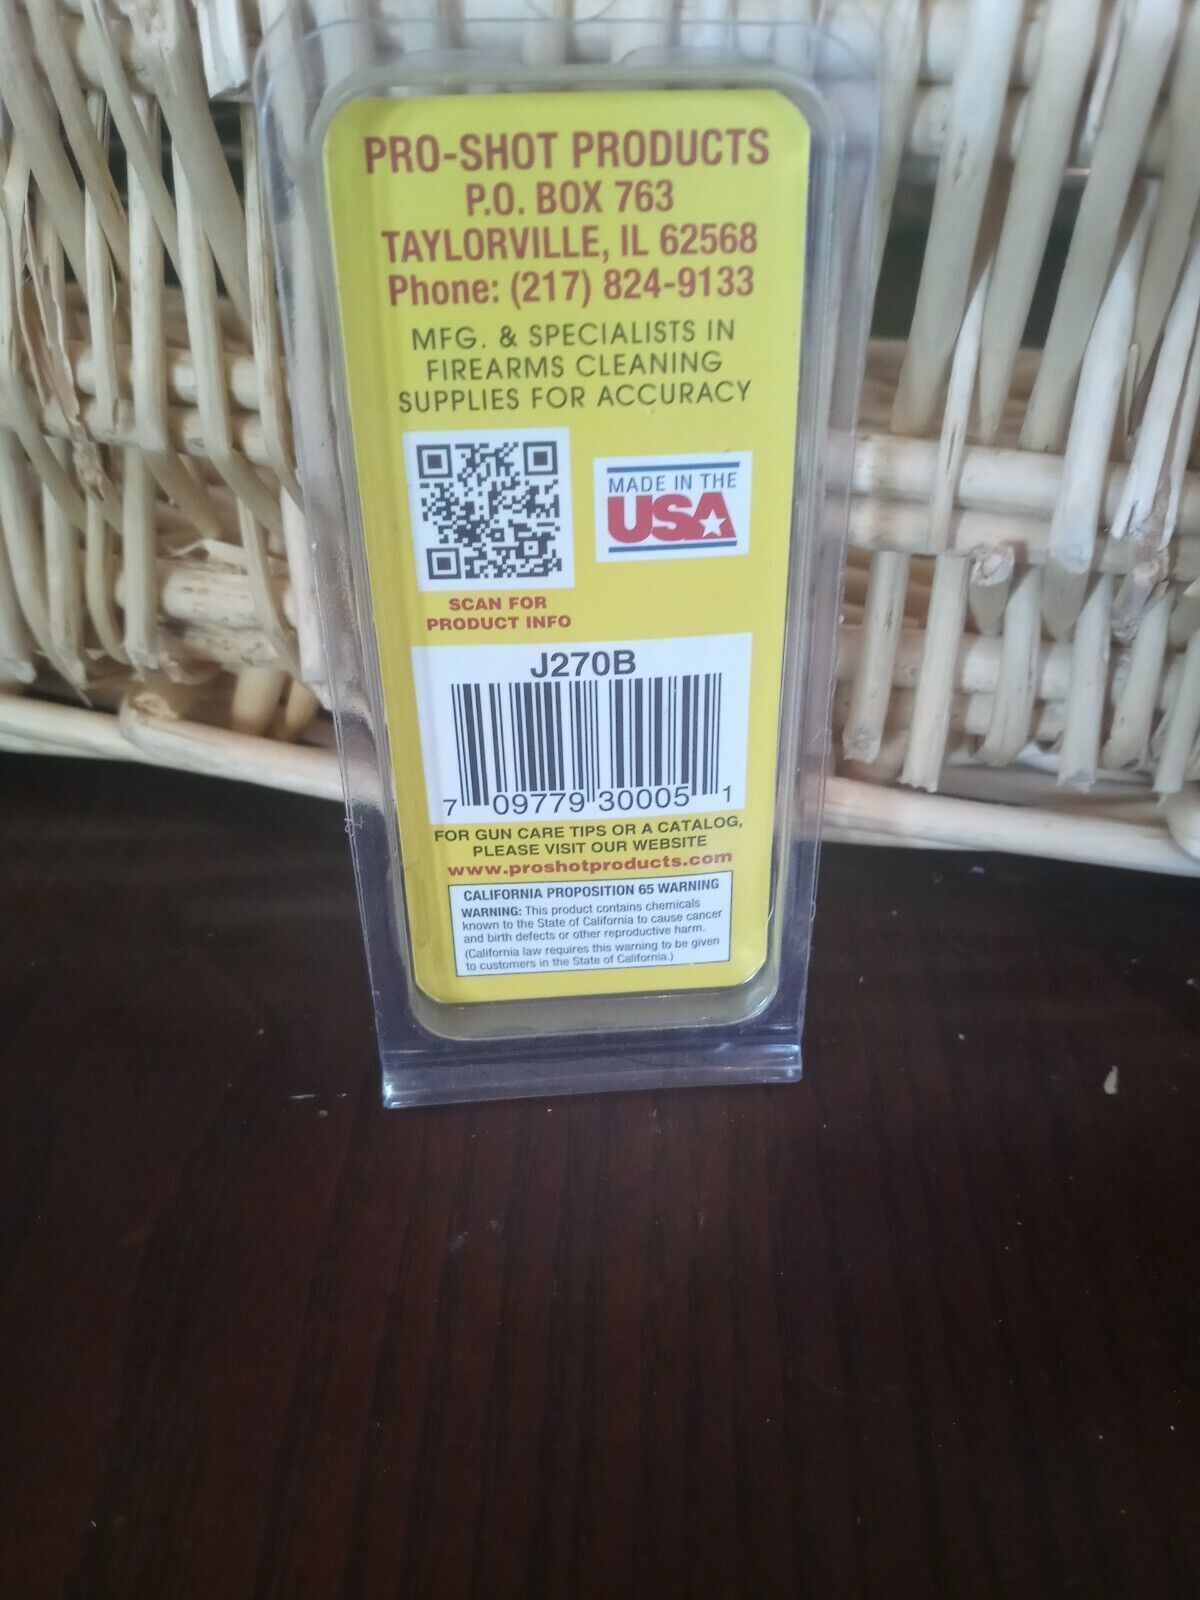 PRO-SHOT PRODUCTS
P.O. BOX 763
TAYLORVILLE, IL 62568
Phone: (217) 824-9133
MFG. & SPECIALISTS IN
FIREARMS CLEANING
SUPPLIES FOR ACCURACY
MADE IN THE
USA
SCAN FOR
PRODUCT INFO
J270B
7 09779 30005 1
FOR GUN CARE TIPS OR A CATALOG,
PLEASE VISIT OUR WEBSITE
www.proshotproducts.com
CALIFORNIA PROPOSITION 65 WARNING
WARNING: This product contains chemicals
known to the State of California to cause cancer
and birth defects or other reproductive harm.
(California law requires this warning to be given
to customers in the State of California.)